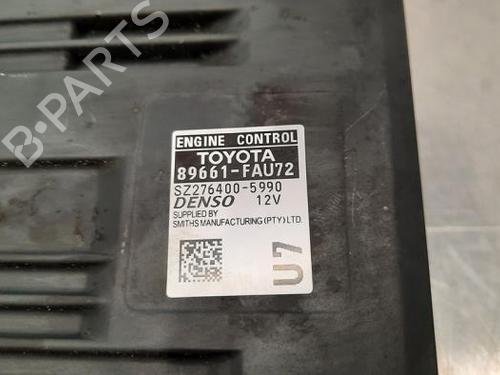 B-PARTS
ENGINE CONTROL
TOYOTA
89661-FAU72
SZ276400-5990
DENSO 12V
SUPPLIED BY
SMITHS MANUFACTURING (PTY) LTD.
U7